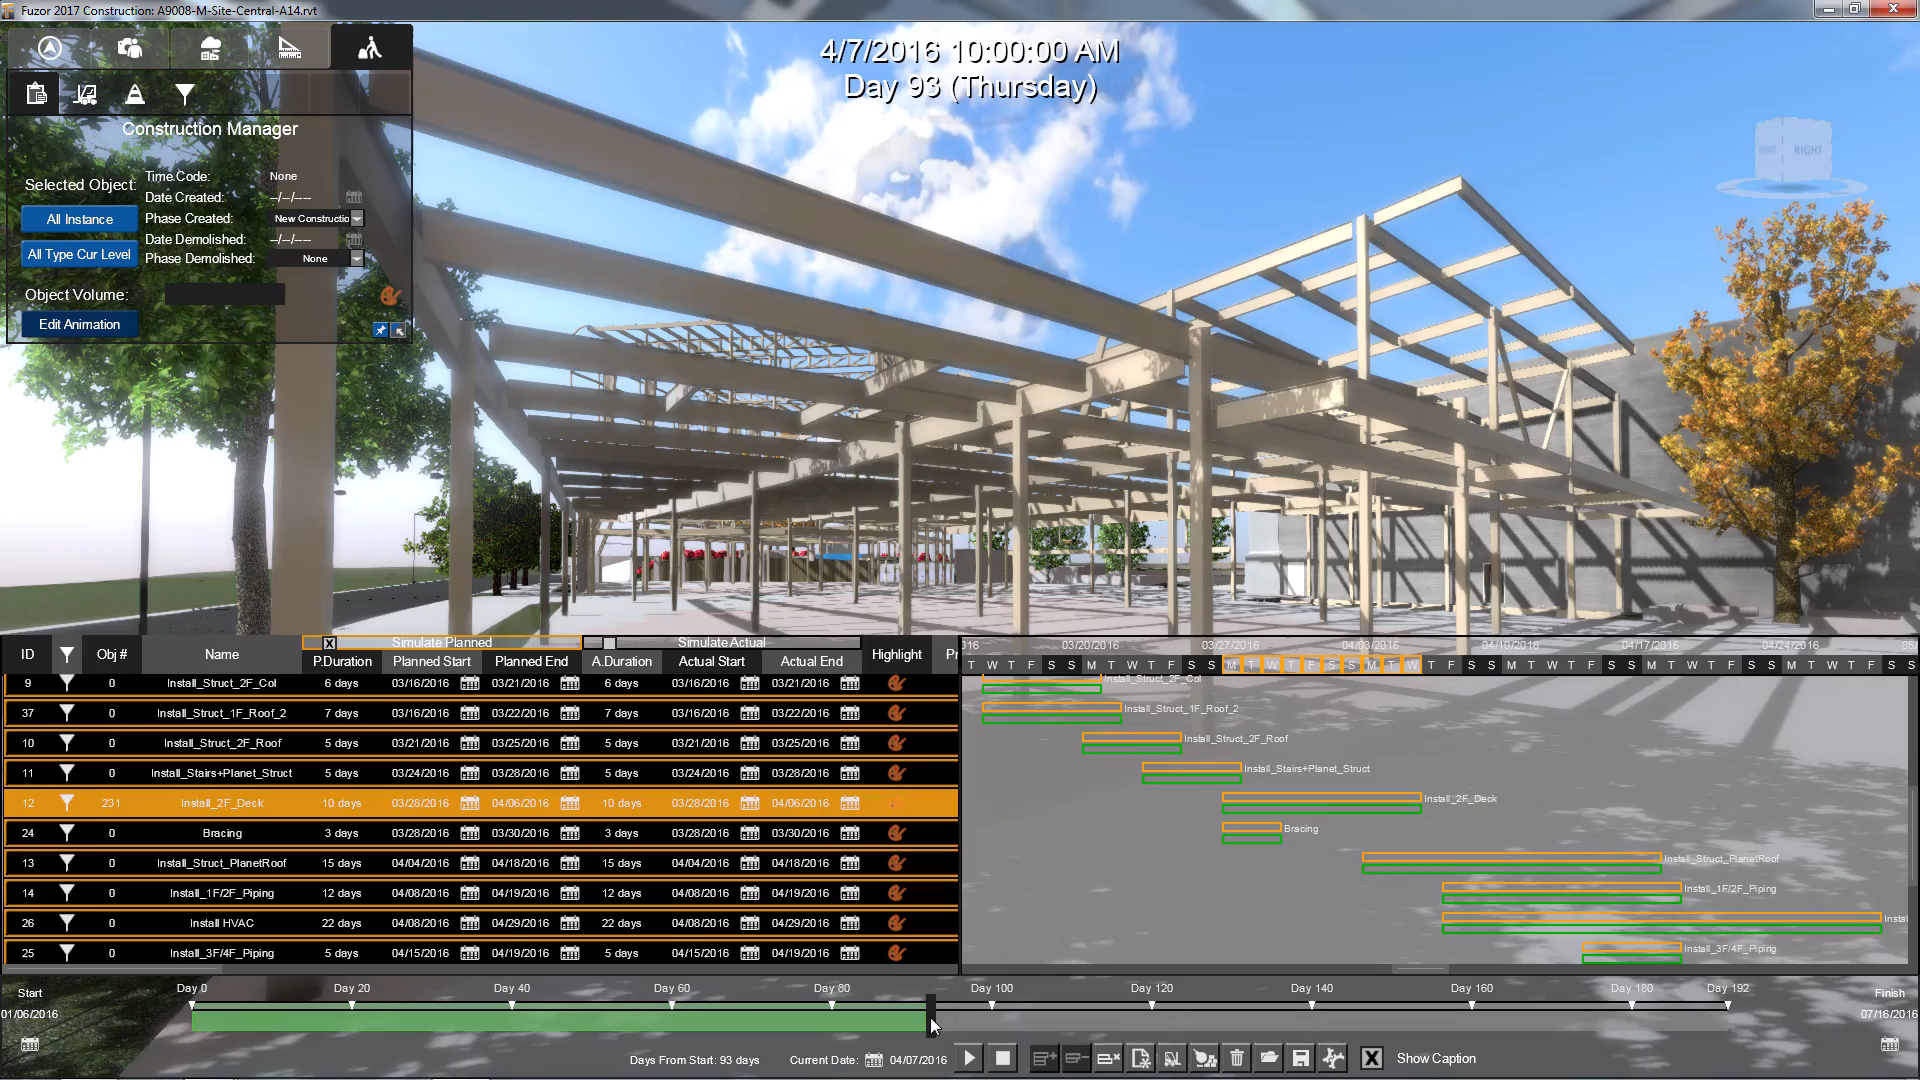 Fuzor 2017 Construction: A9008-M-Site-Central-A14.rvt
4/7/2016 10:00:00 AM
Day 93 (Thursday)
RIGHT
Construction Manager
Selected Object:
Time Code: None
Date Created: --/--/----
All Instance
Phase Created: New Constructio
Date Demolished: --/--/----
All Type Cur Level
Phase Demolished: None
Object Volume:
Edit Animation
X Simulate Planned Simulate Actual
ID Obj # Name P.Duration Planned Start Planned End A.Duration Actual Start Actual End Highlight Pr
9 Install_Struct_2F_Col 6 days 03/16/2016 03/21/2016 6 days 03/16/2016 03/21/2016
37 0 Install_Struct_1F_Roof_2 7 days 03/16/2016 03/22/2016 7 days 03/16/2016 03/22/2016
10 0 Install_Struct_2F_Roof 5 days 03/21/2016 03/25/2016 5 days 03/21/2016 03/25/2016
11 0 Install_Stairs+Planet_Struct 5 days 03/24/2016 03/28/2016 5 days 03/24/2016 03/28/2016
12 231 Install_2F_Deck 10 days 03/28/2016 04/06/2016 10 days 03/28/2016 04/06/2016
24 0 Bracing 3 days 03/28/2016 03/30/2016 3 days 03/28/2016 03/30/2016
13 0 Install_Struct_PlanetRoof 15 days 04/04/2016 04/18/2016 15 days 04/04/2016 04/18/2016
14 0 Install_1F/2F_Piping 12 days 04/08/2016 04/19/2016 12 days 04/08/2016 04/19/2016
26 0 Install HVAC 22 days 04/08/2016 04/29/2016 22 days 04/08/2016 04/29/2016
25 0 Install_3F/4F_Piping 5 days 04/15/2016 04/19/2016 5 days 04/15/2016 04/19/2016
016 03/20/2016 03/27/2016 04/03/2016 04/10/2016 04/17/2016 04/24/2016 05/
T W T F S S M T W T F S S M T W T F S S M T W T F S S M T W T F S S M T W T F S S M T W T F S S
Install_Struct_2F_Col
Install_Struct_1F_Roof_2
Install_Struct_2F_Roof
Install_Stairs+Planet_Struct
Install_2F_Deck
Bracing
Install_Struct_PlanetRoof
Install_1F/2F_Piping
Instal
Install_3F/4F_Piping
Start Day 0 Day 20 Day 40 Day 60 Day 80 Day 100 Day 120 Day 140 Day 160 Day 180 Day 192 Finish
01/06/2016 07/16/2016
Days From Start: 93 days Current Date: 04/07/2016 X Show Caption